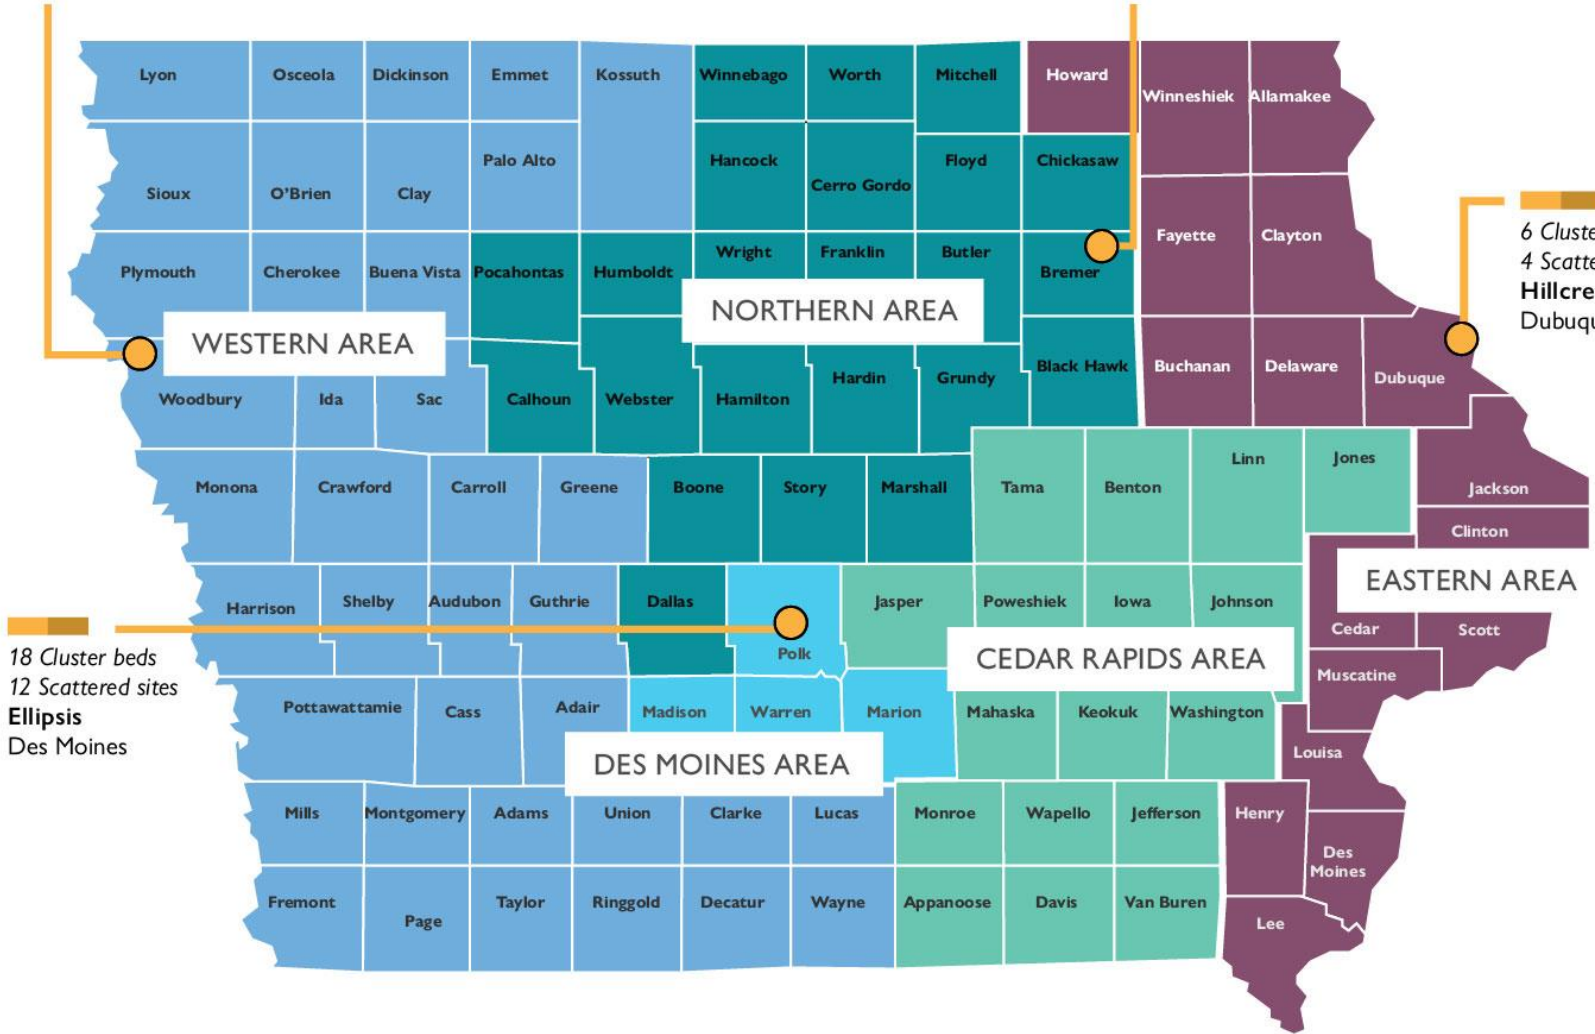 Lyon
Osceola
Dickinson
Emmet
Kossuth
Winnebago
Worth
Mitchell
Howard
Winneshiek
Allamakee
Sioux
O'Brien
Clay
Palo Alto
Hancock
Cerro Gordo
Floyd
Chickasaw
Fayette
Clayton
6 Cluste
4 Scatte
Hillcre
Dubuqu
Plymouth
Cherokee
Buena Vista
Pocahontas
Humboldt
Wright
Franklin
Butler
Bremer
WESTERN AREA
NORTHERN AREA
Woodbury
Ida
Sac
Calhoun
Webster
Hamilton
Hardin
Grundy
Black Hawk
Buchanan
Delaware
Dubuque
Monona
Crawford
Carroll
Greene
Boone
Story
Marshall
Tama
Benton
Linn
Jones
Jackson
Clinton
EASTERN AREA
Harrison
Shelby
Audubon
Guthrie
Dallas
Polk
Jasper
Poweshiek
Iowa
Johnson
Cedar
Scott
Muscatine
CEDAR RAPIDS AREA
18 Cluster beds
12 Scattered sites
Ellipsis
Des Moines
Pottawattamie
Cass
Adair
Madison
Warren
Marion
Mahaska
Keokuk
Washington
Louisa
DES MOINES AREA
Mills
Montgomery
Adams
Union
Clarke
Lucas
Monroe
Wapello
Jefferson
Henry
Des
Moines
Fremont
Page
Taylor
Ringgold
Decatur
Wayne
Appanoose
Davis
Van Buren
Lee